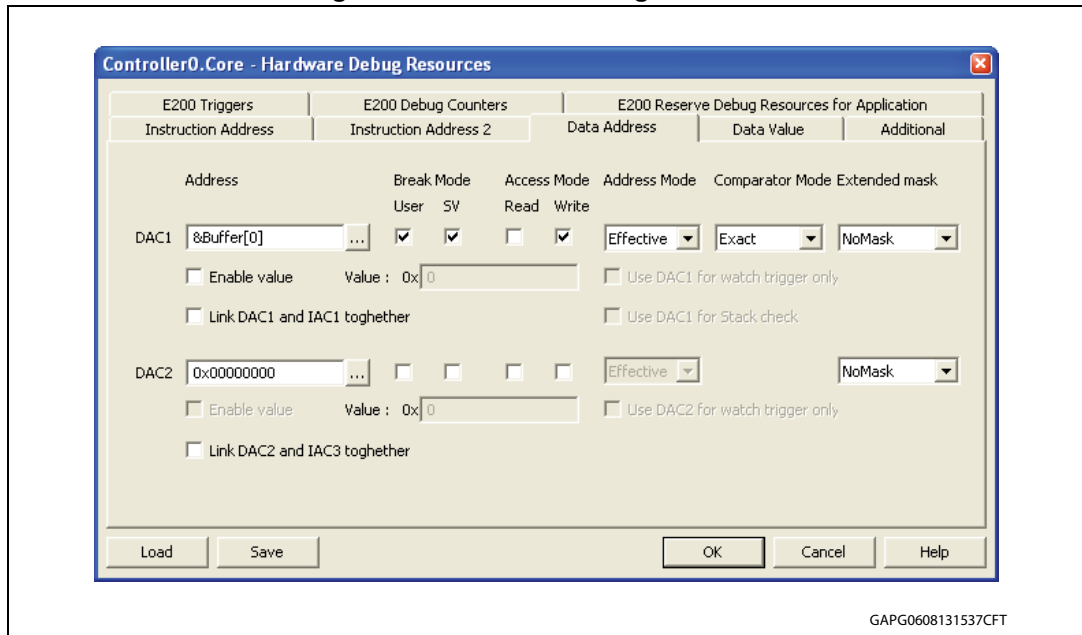 Controller0.Core - Hardware Debug Resources
E200 Triggers E200 Debug Counters E200 Reserve Debug Resources for Application
Instruction Address Instruction Address 2 Data Address Data Value Additional
Address Break Mode Access Mode Address Mode Comparator Mode Extended mask
User SV Read Write
DAC1 &Buffer[0] ... Effective Exact NoMask
Enable value Value : 0x 0 Use DAC1 for watch trigger only
Link DAC1 and IAC1 toghether Use DAC1 for Stack check
DAC2 0x00000000 ... Effective NoMask
Enable value Value : 0x 0 Use DAC2 for watch trigger only
Link DAC2 and IAC3 toghether
Load Save OK Cancel Help
GAPG0608131537CFT